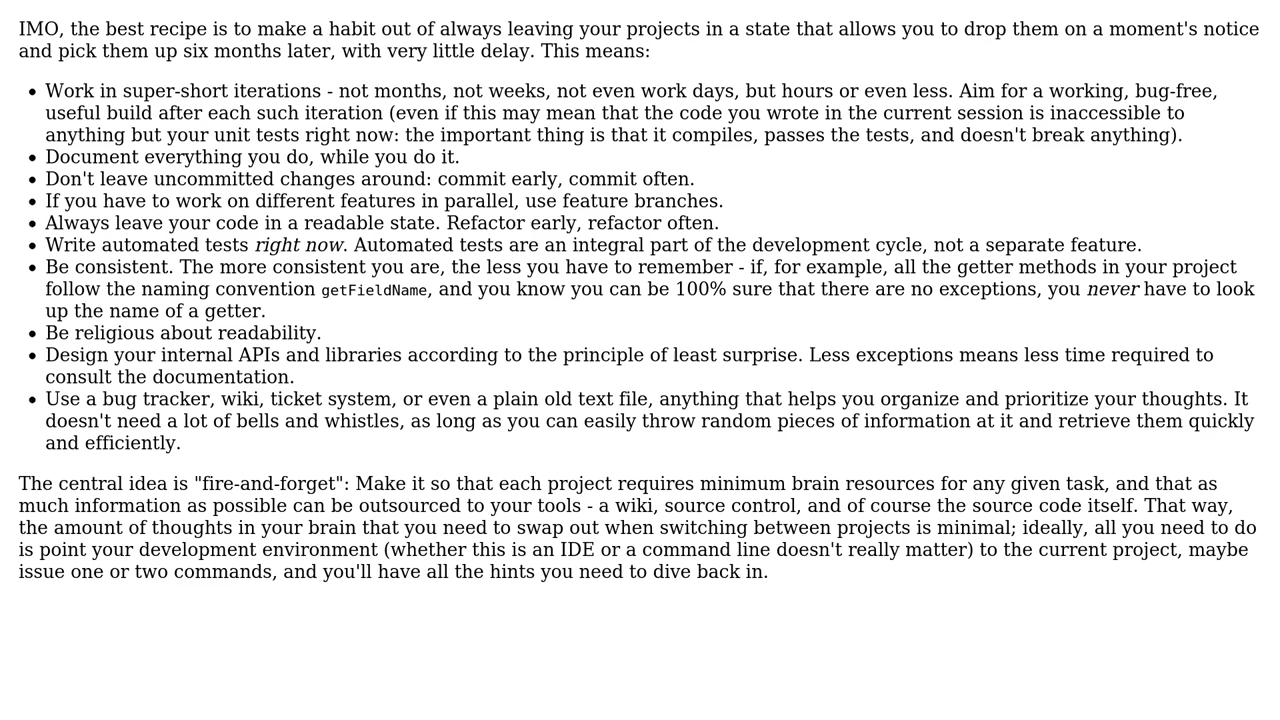 IMO, the best recipe is to make a habit out of always leaving your projects in a state that allows you to drop them on a moment's notice
and pick them up six months later, with very little delay. This means:
• Work in super-short iterations - not months, not weeks, not even work days, but hours or even less. Aim for a working, bug-free,
useful build after each such iteration (even if this may mean that the code you wrote in the current session is inaccessible to
anything but your unit tests right now: the important thing is that it compiles, passes the tests, and doesn't break anything).
• Document everything you do, while you do it.
• Don't leave uncommitted changes around: commit early, commit often.
• If you have to work on different features in parallel, use feature branches.
• Always leave your code in a readable state. Refactor early, refactor often.
• Write automated tests right now. Automated tests are an integral part of the development cycle, not a separate feature.
• Be consistent. The more consistent you are, the less you have to remember - if, for example, all the getter methods in your project
follow the naming convention getFieldName, and you know you can be 100% sure that there are no exceptions, you never have to look
up the name of a getter.
• Be religious about readability.
• Design your internal APIs and libraries according to the principle of least surprise. Less exceptions means less time required to
consult the documentation.
• Use a bug tracker, wiki, ticket system, or even a plain old text file, anything that helps you organize and prioritize your thoughts. It
doesn't need a lot of bells and whistles, as long as you can easily throw random pieces of information at it and retrieve them quickly
and efficiently.
The central idea is "fire-and-forget": Make it so that each project requires minimum brain resources for any given task, and that as
much information as possible can be outsourced to your tools - a wiki, source control, and of course the source code itself. That way,
the amount of thoughts in your brain that you need to swap out when switching between projects is minimal; ideally, all you need to do
is point your development environment (whether this is an IDE or a command line doesn't really matter) to the current project, maybe
issue one or two commands, and you'll have all the hints you need to dive back in.